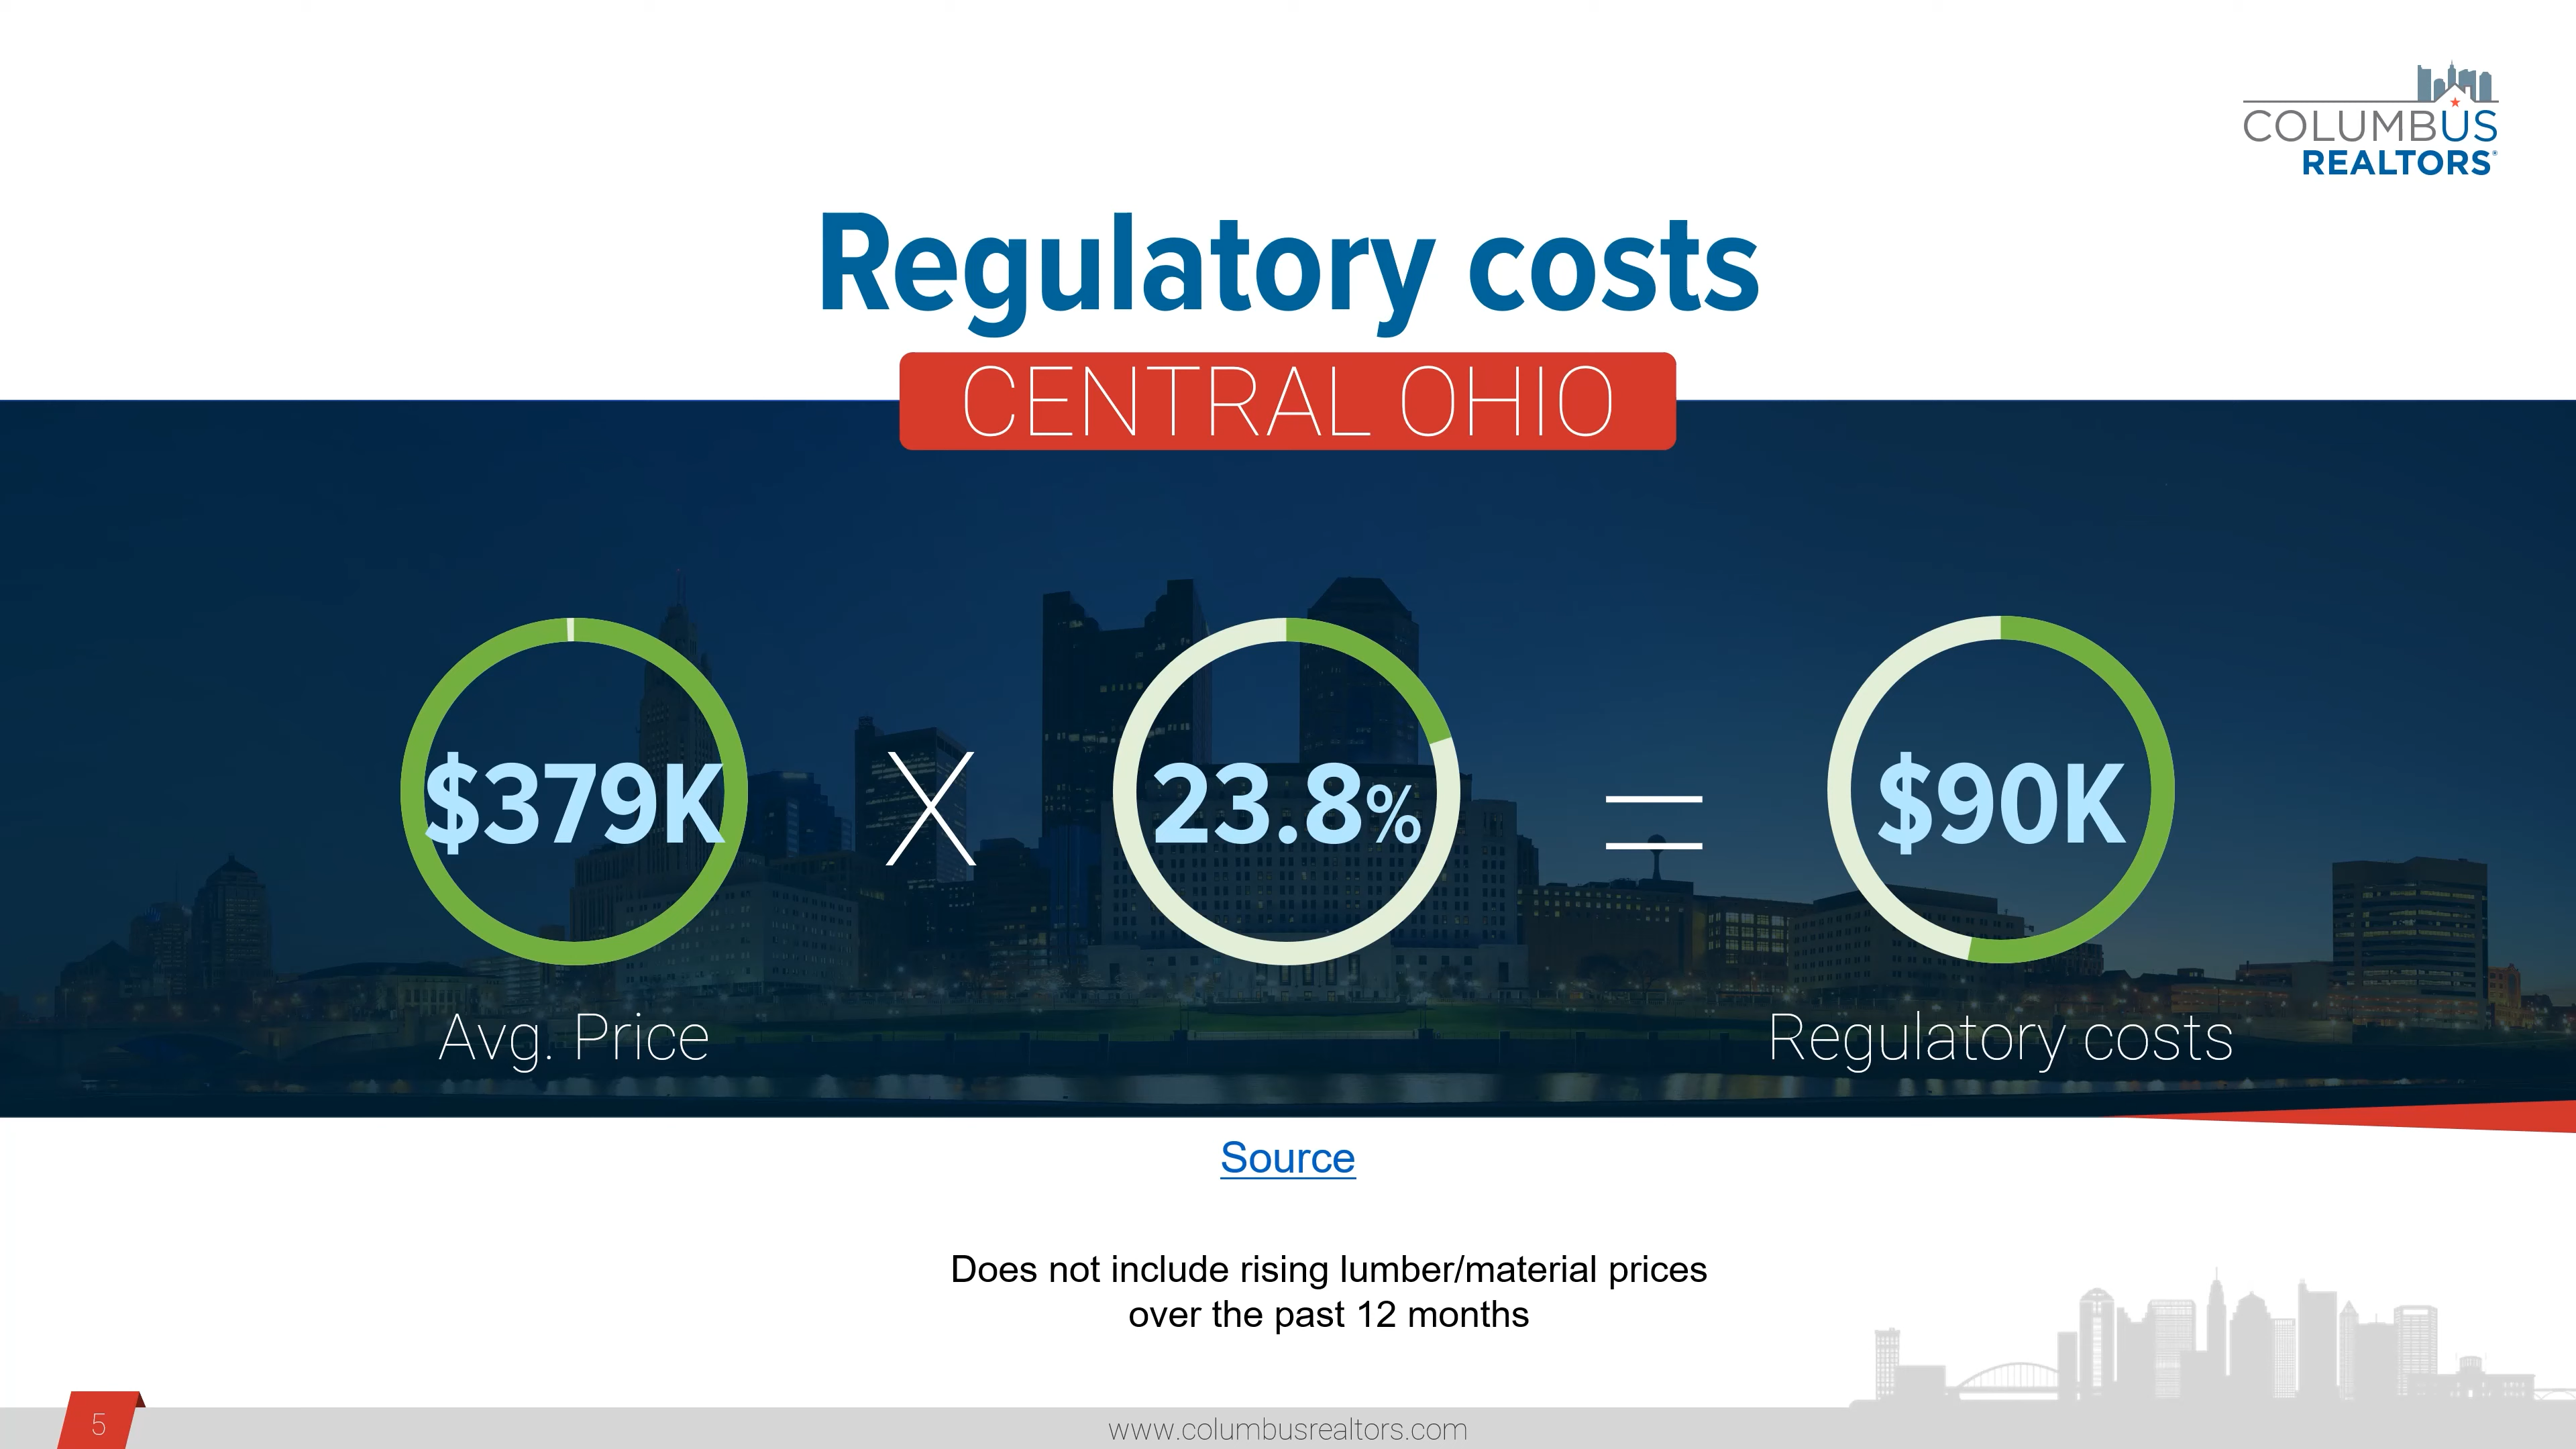 COLUMBUS
REALTORS®
Regulatory costs
CENTRAL OHIO
$379K
X
23.8%
=
$90K
Avg. Price
Regulatory costs
Source
Does not include rising lumber/material prices
over the past 12 months
5
www.columbusrealtors.com